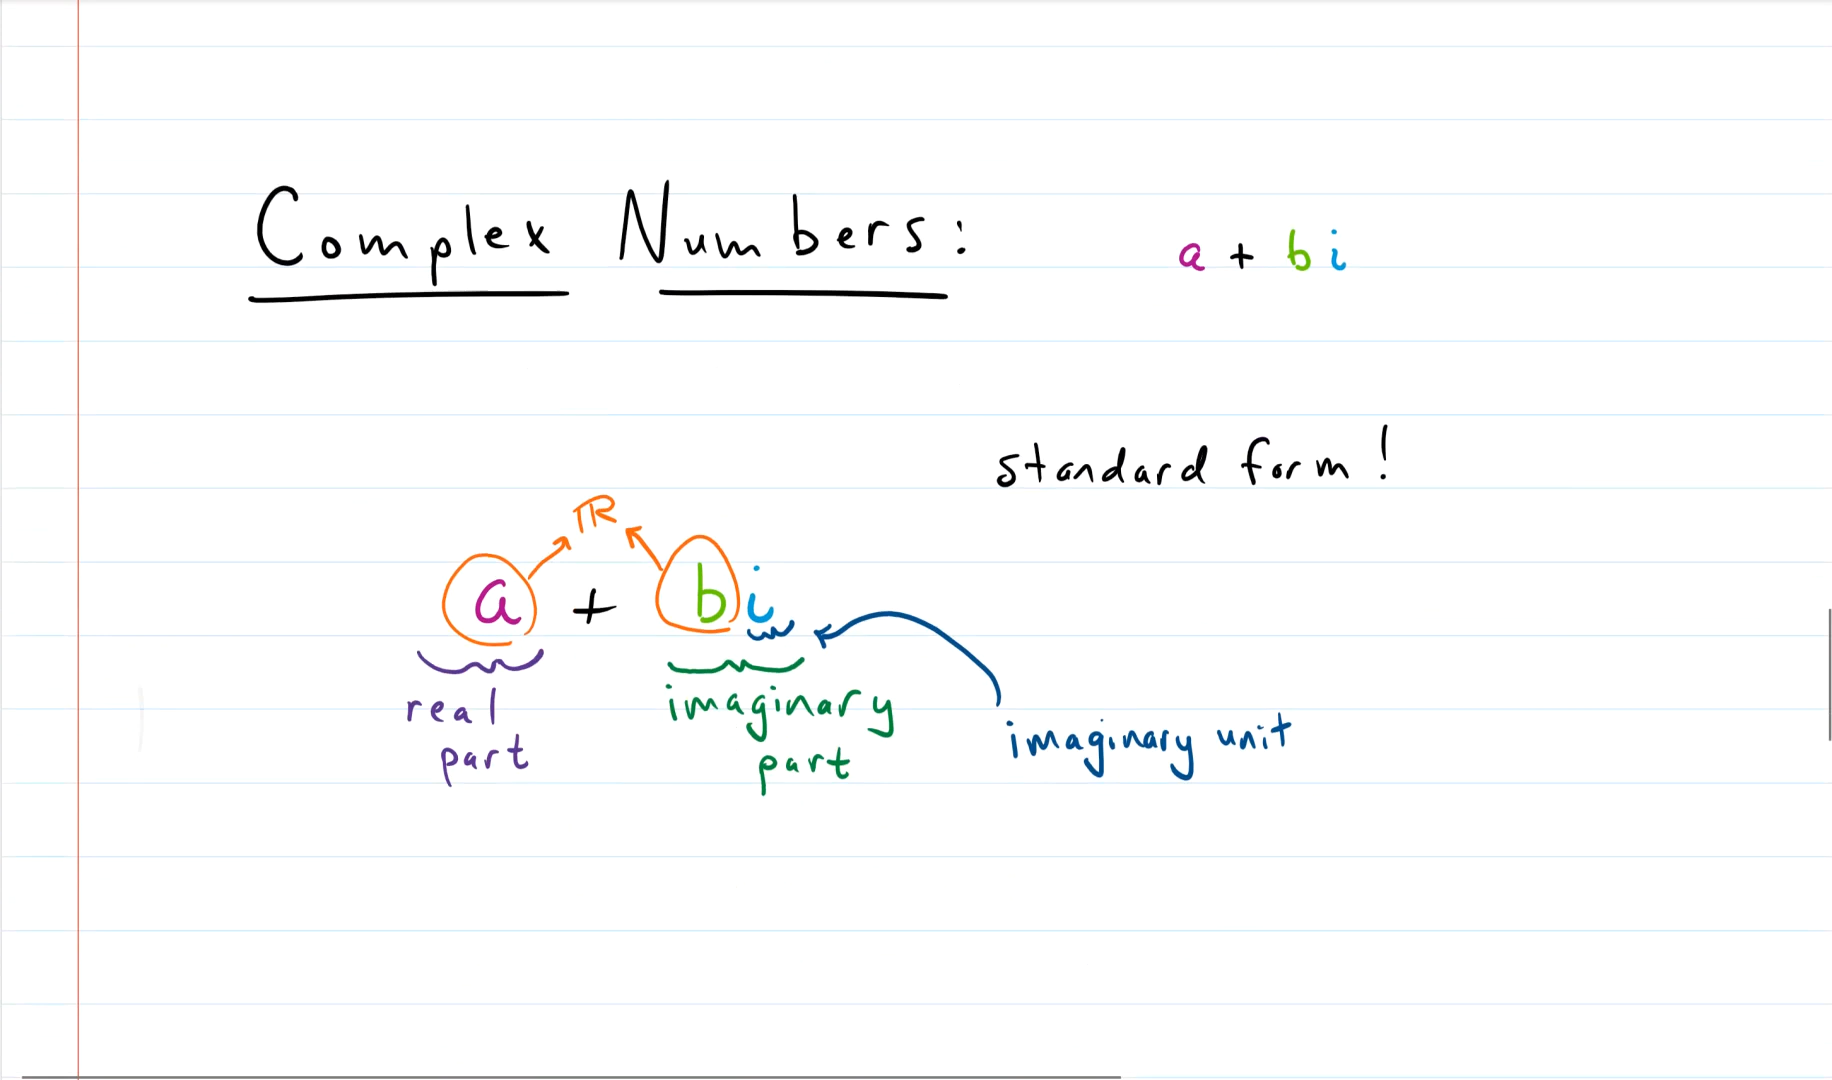 Complex Numbers: a + bi
standard form!
ℝ
a + bi
real
part
imaginary
part
imaginary unit